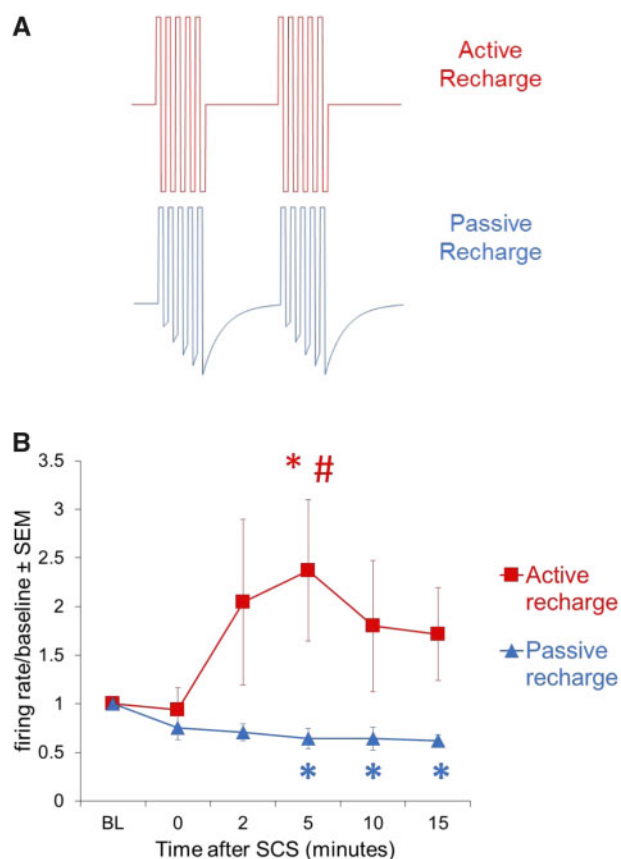 A
Active
Recharge
Passive
Recharge
B
firing rate/baseline ± SEM
3.5
3
2.5
2
1.5
1
0.5
0
* #
* * *
BL 0 2 5 10 15
Time after SCS (minutes)
Active
recharge
Passive
recharge